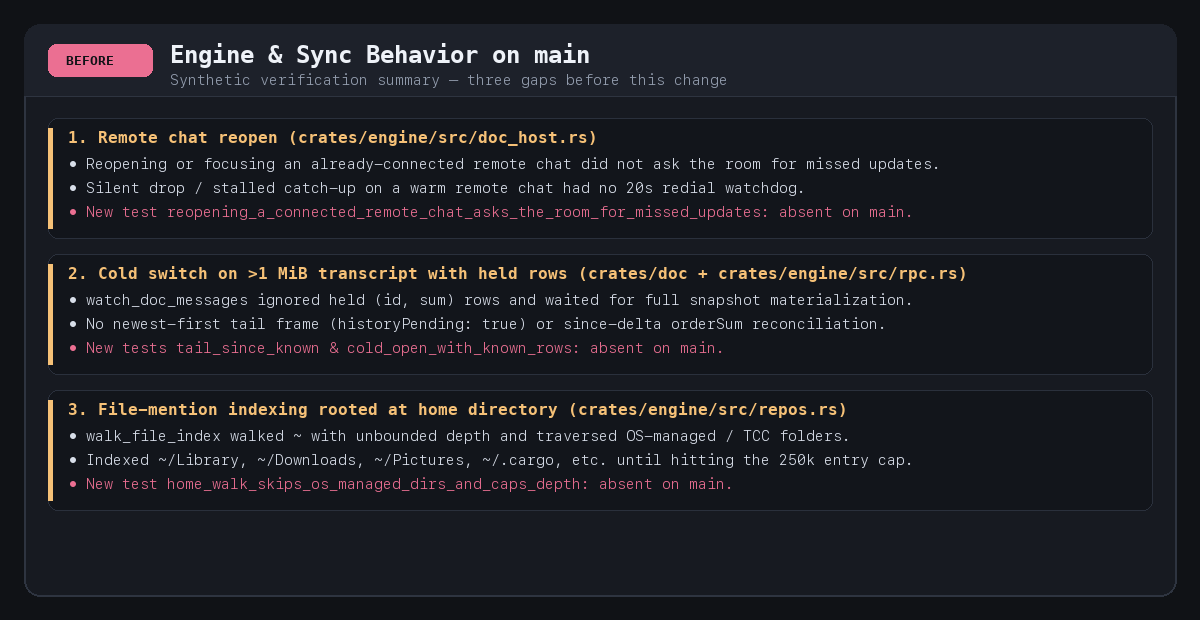 BEFORE
Engine & Sync Behavior on main
Synthetic verification summary — three gaps before this change
1. Remote chat reopen (crates/engine/src/doc_host.rs)
• Reopening or focusing an already-connected remote chat did not ask the room for missed updates.
• Silent drop / stalled catch-up on a warm remote chat had no 20s redial watchdog.
• New test reopening_a_connected_remote_chat_asks_the_room_for_missed_updates: absent on main.
2. Cold switch on >1 MiB transcript with held rows (crates/doc + crates/engine/src/rpc.rs)
• watch_doc_messages ignored held (id, sum) rows and waited for full snapshot materialization.
• No newest-first tail frame (historyPending: true) or since-delta orderSum reconciliation.
• New tests tail_since_known & cold_open_with_known_rows: absent on main.
3. File-mention indexing rooted at home directory (crates/engine/src/repos.rs)
• walk_file_index walked ~ with unbounded depth and traversed OS-managed / TCC folders.
• Indexed ~/Library, ~/Downloads, ~/Pictures, ~/.cargo, etc. until hitting the 250k entry cap.
• New test home_walk_skips_os_managed_dirs_and_caps_depth: absent on main.